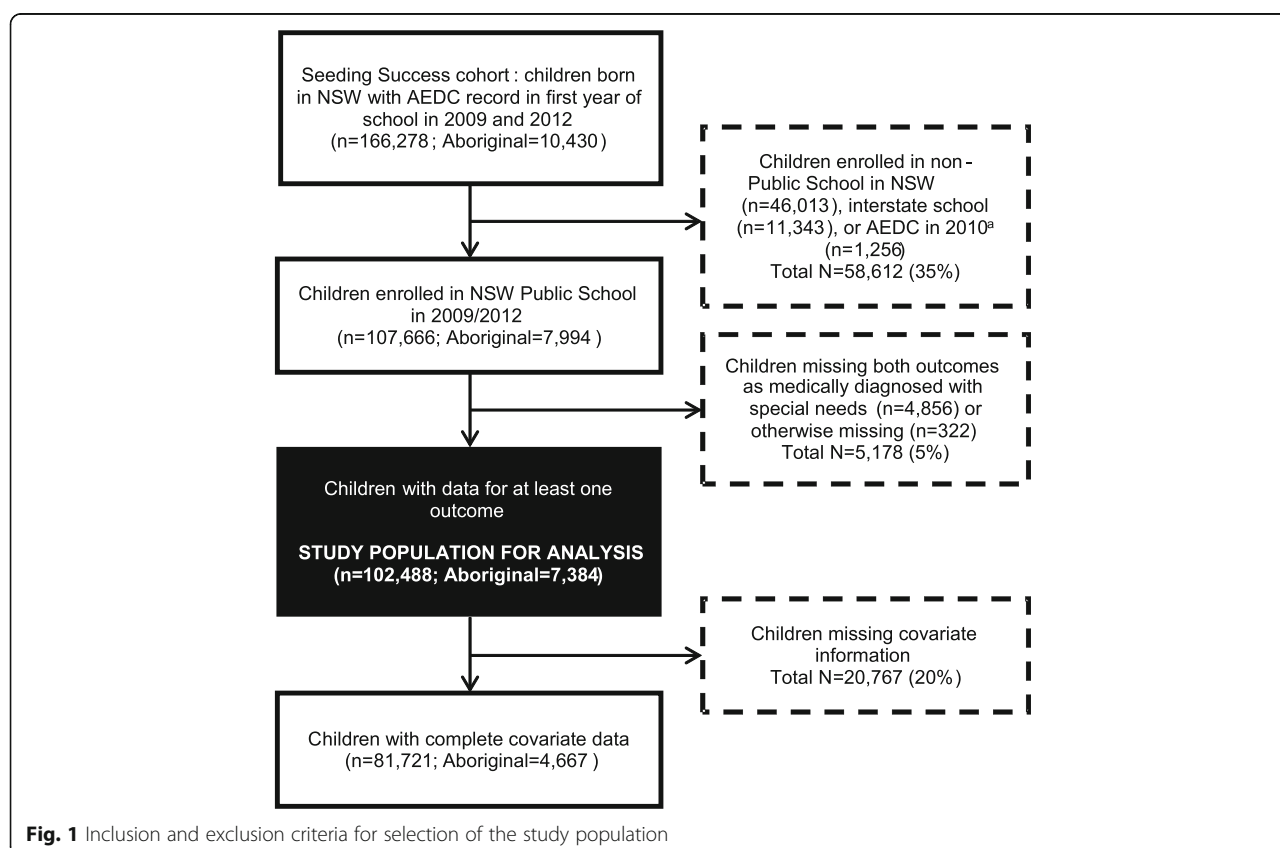 Seeding Success cohort : children born
in NSW with AEDC record in first year of
school in 2009 and 2012
(n=166,278; Aboriginal=10,430)
Children enrolled in non-
Public School in NSW
(n=46,013), interstate school
(n=11,343), or AEDC in 2010a
(n=1,256)
Total N=58,612 (35%)
Children enrolled in NSW Public School
in 2009/2012
(n=107,666; Aboriginal=7,994 )
Children missing both outcomes
as medically diagnosed with
special needs (n=4,856) or
otherwise missing (n=322)
Total N=5,178 (5%)
Children with data for at least one
outcome
STUDY POPULATION FOR ANALYSIS
(n=102,488; Aboriginal=7,384)
Children missing covariate
information
Total N=20,767 (20%)
Children with complete covariate data
(n=81,721; Aboriginal=4,667 )
Fig. 1 Inclusion and exclusion criteria for selection of the study population